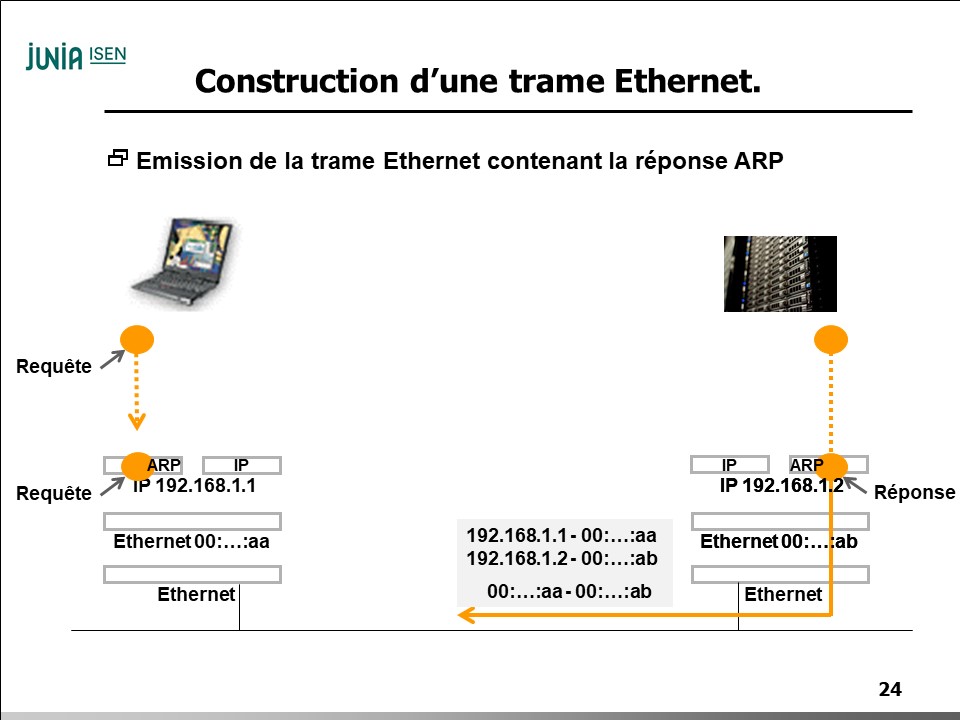 JUNIA ISEN
Construction d’une trame Ethernet.
Emission de la trame Ethernet contenant la réponse ARP
Requête
ARP
IP
IP
ARP
Requête
IP 192.168.1.1
IP 192.168.1.2
Réponse
192.168.1.1 - 00:…:aa
192.168.1.2 - 00:…:ab
00:…:aa - 00:…:ab
Ethernet 00:…:aa
Ethernet 00:…:ab
Ethernet
Ethernet
24